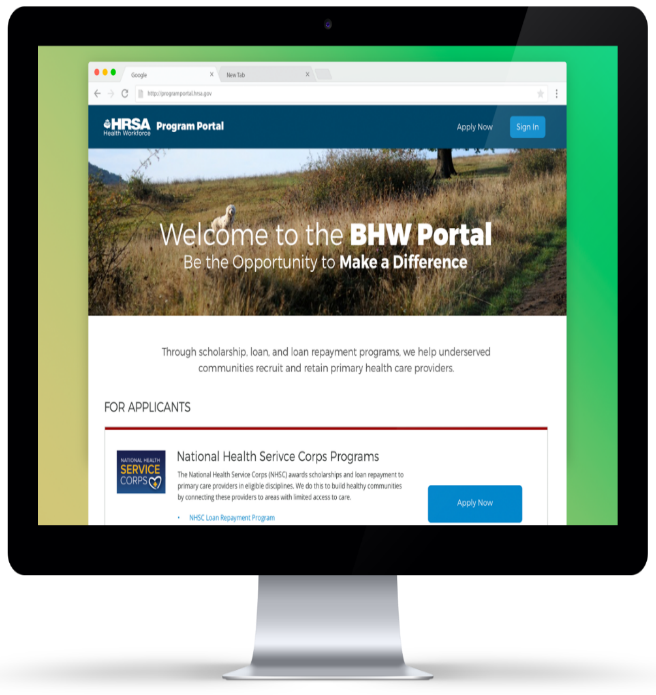 Google X New Tab X
http://programportal.hrsa.gov
HRSA Program Portal Apply Now Sign In
Health Workforce
Welcome to the BHW Portal
Be the Opportunity to Make a Difference
Through scholarship, loan, and loan repayment programs, we help underserved
communities recruit and retain primary health care providers.
FOR APPLICANTS
NATIONAL HEALTH
SERVICE
CORPS
National Health Serivce Corps Programs
The National Health Service Corps (NHSC) awards scholarships and loan repayment to
primary care providers in eligible disciplines. We do this to build healthy communities
by connecting these providers to areas with limited access to care.
• NHSC Loan Repayment Program
Apply Now